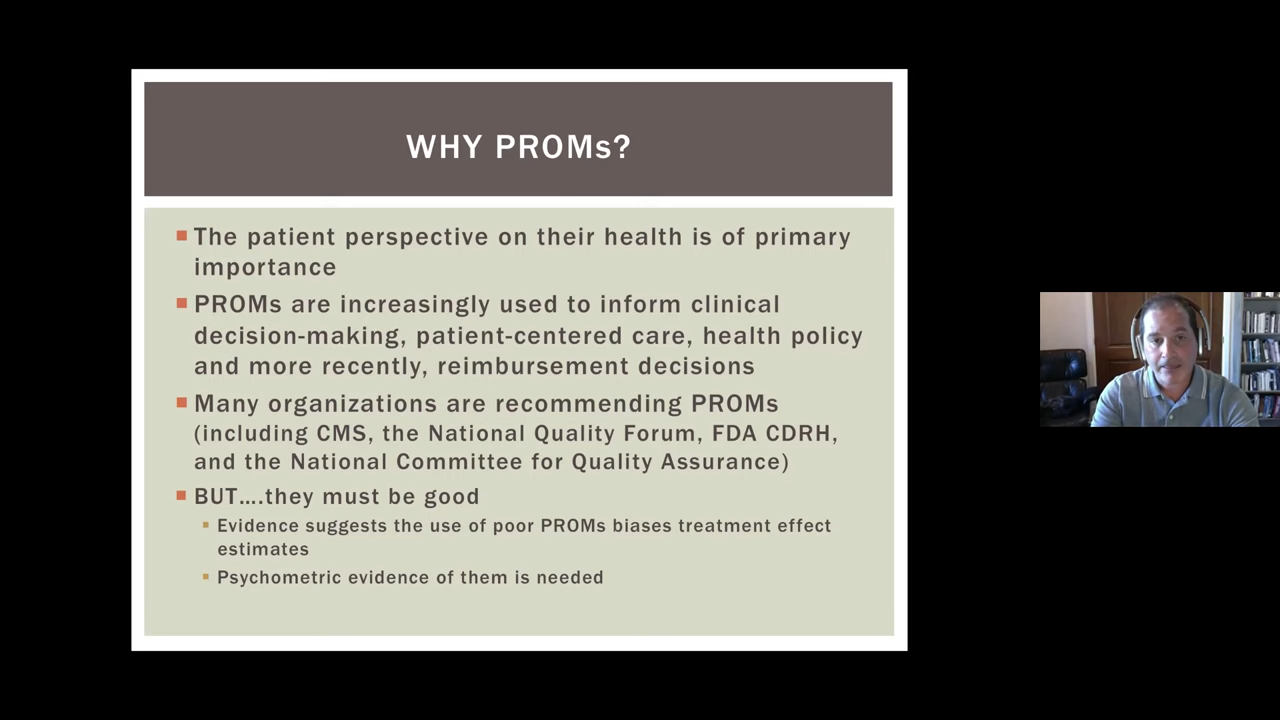 WHY PROMs?
The patient perspective on their health is of primary
importance
PROMs are increasingly used to inform clinical
decision-making, patient-centered care, health policy
and more recently, reimbursement decisions
Many organizations are recommending PROMs
(including CMS, the National Quality Forum, FDA CDRH,
and the National Committee for Quality Assurance)
BUT....they must be good
Evidence suggests the use of poor PROMs biases treatment effect
estimates
Psychometric evidence of them is needed